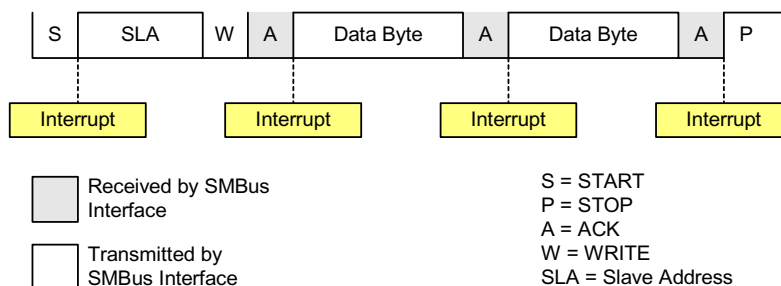 S SLA W A Data Byte A Data Byte A P
Interrupt Interrupt Interrupt Interrupt
Received by SMBus
Interface
Transmitted by
SMBus Interface
S = START
P = STOP
A = ACK
W = WRITE
SLA = Slave Address